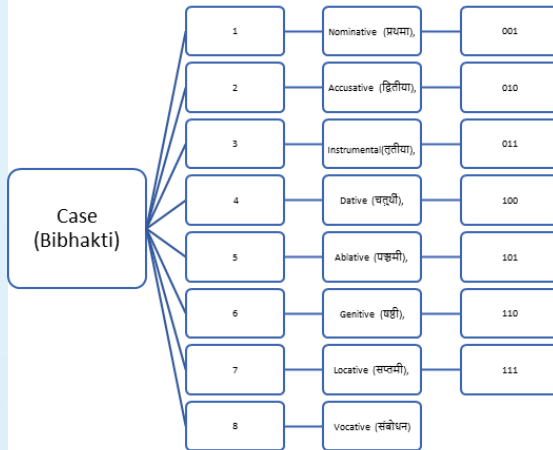 Case
(Bibhakti)
1 Nominative (प्रथमा), 001
2 Accusative (द्वितीया), 010
3 Instrumental(तृतीया), 011
4 Dative (चतुर्थी), 100
5 Ablative (पञ्चमी), 101
6 Genitive (षष्ठी), 110
7 Locative (सप्तमी), 111
8 Vocative (संबोधन)